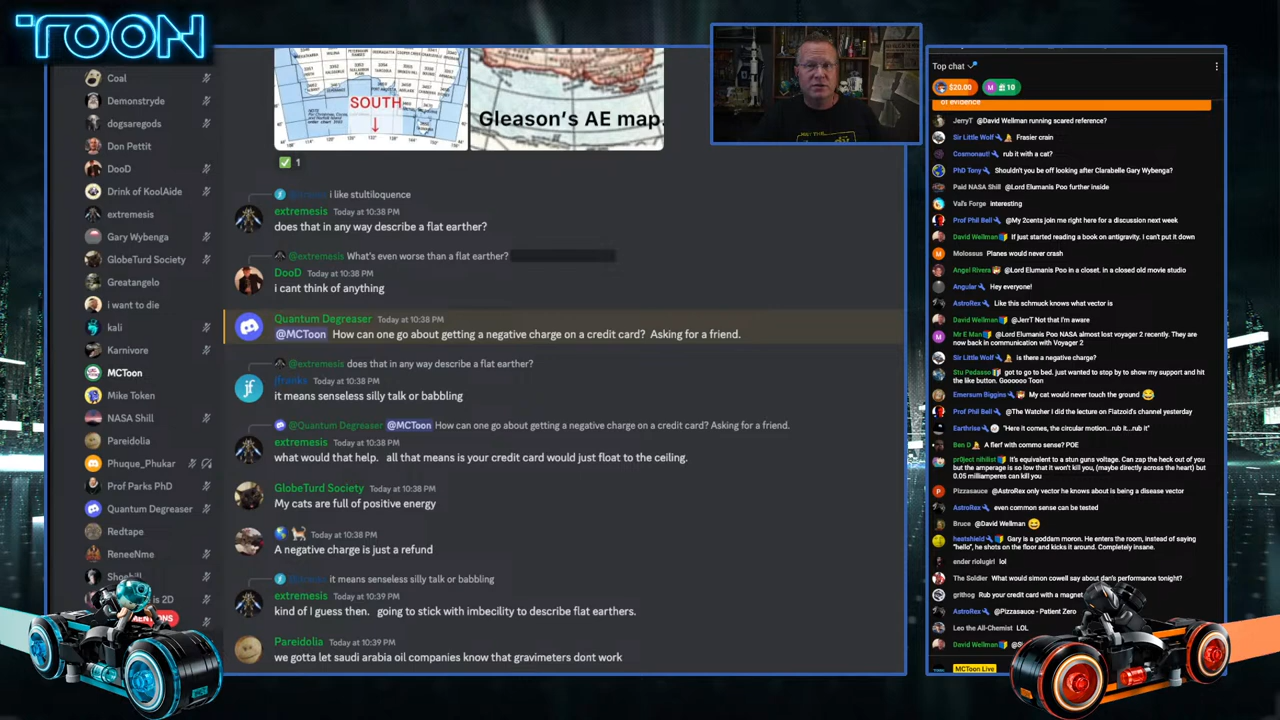 TOON
Coal
Demonstryde
dogsaregods
Don Pettit
DooD
Drink of KoolAide
extremesis
Gary Wybenga
GlobeTurd Society
Greatangelo
i want to die
kali
Karnivore
MCToon
Mike Token
NASA Shill
Pareidolia
Phuque_Phukar
Prof Parks PhD
Quantum Degreaser
Redtape
ReneeNme
is 2D
SOUTH
Gleason's AE map.
1
i like stultiloquence
extremesis Today at 10:38 PM
does that in any way describe a flat earther?
@extremesis What's even worse than a flat earther?
DooD Today at 10:38 PM
i cant think of anything
Quantum Degreaser Today at 10:38 PM
@MCToon How can one go about getting a negative charge on a credit card? Asking for a friend.
@extremesis does that in any way describe a flat earther?
jfranks Today at 10:38 PM
it means senseless silly talk or babbling
@Quantum Degreaser @MCToon How can one go about getting a negative charge on a credit card? Asking for a friend.
extremesis Today at 10:38 PM
what would that help. all that means is your credit card would just float to the ceiling.
GlobeTurd Society Today at 10:38 PM
My cats are full of positive energy
Today at 10:38 PM
A negative charge is just a refund
it means senseless silly talk or babbling
extremesis Today at 10:39 PM
kind of I guess then. going to stick with imbecility to describe flat earthers.
Pareidolia Today at 10:39 PM
we gotta let saudi arabia oil companies know that gravimeters dont work
Top chat
$20.00
M 10
of evidence
JerryT @David Wellman running scared reference?
Sir Little Wolf Frasier crain
Cosmonaut! rub it with a cat?
PhD Tony Shouldn't you be off looking after Clarabelle Gary Wybenga?
Paid NASA Shill @Lord Elumanis Poo further inside
Val's Forge interesting
Prof Phil Bell @My 2cents join me right here for a discussion next week
David Wellman If just started reading a book on antigravity. I can't put it down
Molossus Planes would never crash
Angel Rivera @Lord Elumanis Poo in a closet. in a closed old movie studio
Angular Hey everyone!
AstroRex Like this schmuck knows what vector is
David Wellman @JerT Not that I'm aware
Mr E Man @Lord Elumanis Poo NASA almost lost voyager 2 recently. They are
now back in communication with Voyager 2
Sir Little Wolf is there a negative charge?
Stu Pedasso got to go to bed. just wanted to stop by to show my support and hit
the like button. Goooooo Toon
Emersum Biggins My cat would never touch the ground
Prof Phil Bell @The Watcher I did the lecture on Flatzoid's channel yesterday
Earthrise "Here it comes, the circular motion...rub it...rub it"
Ban D A flerf with commo sense? POE
pr0ject nihilist It's equivalent to a stun guns voltage. Can zap the heck out of you
but the amperage is so low that it won't kill you, (maybe directly across the heart) but
0.05 milliamperes can kill you
Pizzasauce @AstroRex only vector he knows about is being a disease vector
AstroRex even common sense can be tested
Bruce @David Wellman
heatshield Gary is a goddam moron. He enters the room, instead of saying
"hello", he shots on the floor and kicks it around. Completely insane.
ender riolugirl lol
The Soldier What would simon cowell say about dan's performance tonight?
grithog Rub your credit card with a magnet
AstroRex @Pizzasauce - Patient Zero
Leo the All-Chemist LOL
David Wellman
MCToon Live